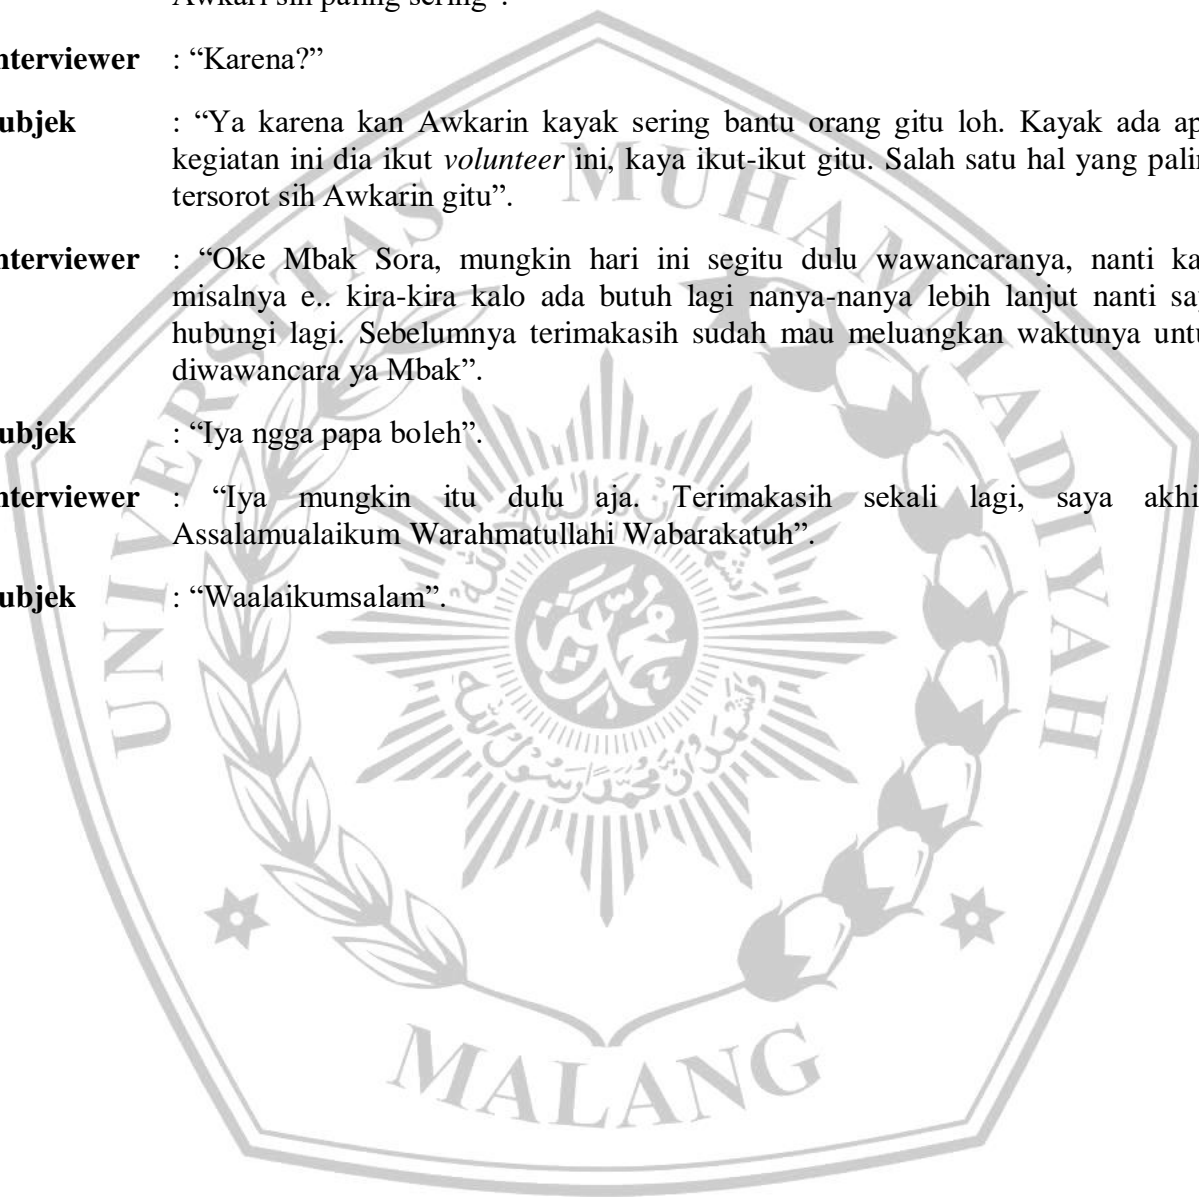 Awkari sih paling sering”.
nterviewer : “Karena?”
ubjek : “Ya karena kan Awkarin kayak sering bantu orang gitu loh. Kayak ada ap
kegiatan ini dia ikut volunteer ini, kaya ikut-ikut gitu. Salah satu hal yang palin
tersorot sih Awkarin gitu”.
nterviewer : “Oke Mbak Sora, mungkin hari ini segitu dulu wawancaranya, nanti ka
misalnya e.. kira-kira kalo ada butuh lagi nanya-nanya lebih lanjut nanti say
hubungi lagi. Sebelumnya terimakasih sudah mau meluangkan waktunya untu
diwawancara ya Mbak”.
ubjek : “Iya ngga papa boleh”.
nterviewer : “Iya mungkin itu dulu aja. Terimakasih sekali lagi, saya akhi
Assalamualaikum Warahmatullahi Wabarakatuh”.
ubjek : “Waalaikumsalam”.
UNIVERSITAS MUHAMMADIYAH
MALANG